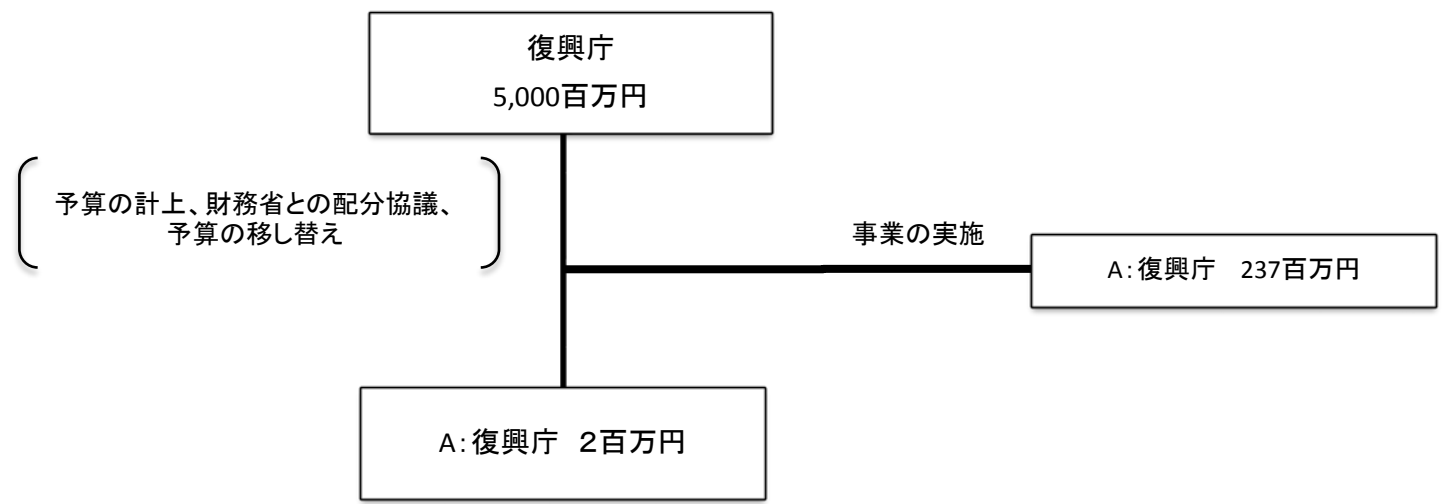 復興庁
5,000百万円
予算の計上、財務省との配分協議、
予算の移し替え
事業の実施
A:復興庁　237百万円
A:復興庁　２百万円